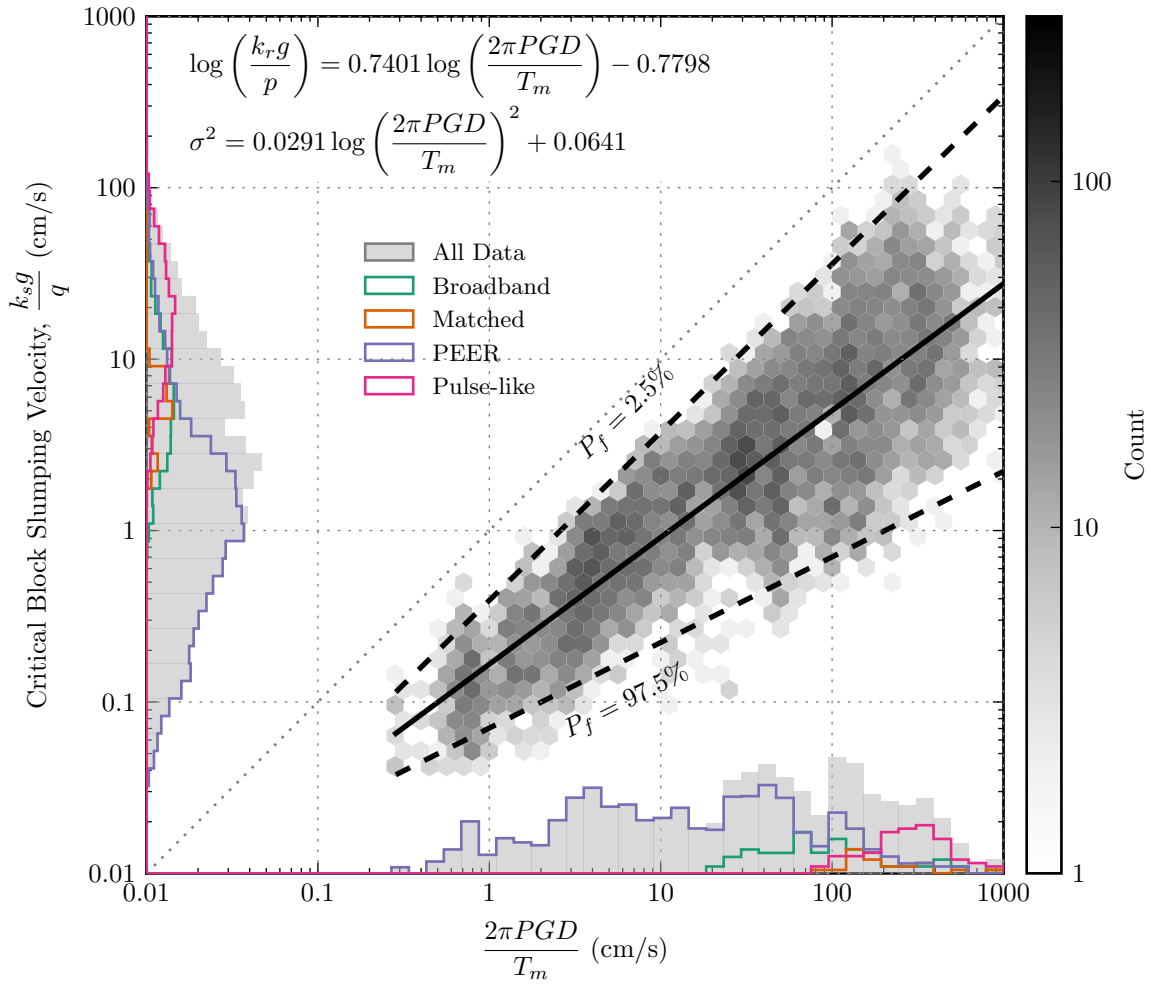 log (k_r g / p) = 0.7401 log (2πPGD / T_m) − 0.7798
σ² = 0.0291 log (2πPGD / T_m)² + 0.0641
All Data
Broadband
Matched
PEER
Pulse-like
P_f = 2.5%
P_f = 97.5%
Critical Block Slumping Velocity, k_s g / q (cm/s)
1000
100
10
1
0.1
0.01
0.01 0.1 1 10 100 1000
2πPGD / T_m (cm/s)
100
10
1
Count